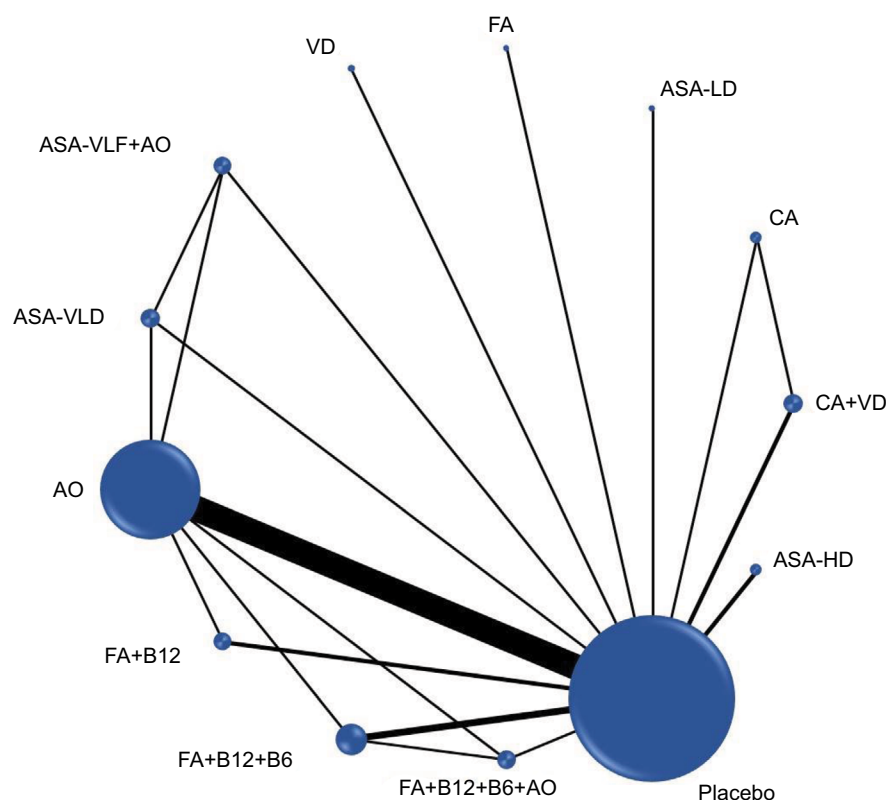 FA
VD
ASA-LD
ASA-VLF+AO
CA
ASA-VLD
CA+VD
AO
ASA-HD
FA+B12
FA+B12+B6
FA+B12+B6+AO
Placebo